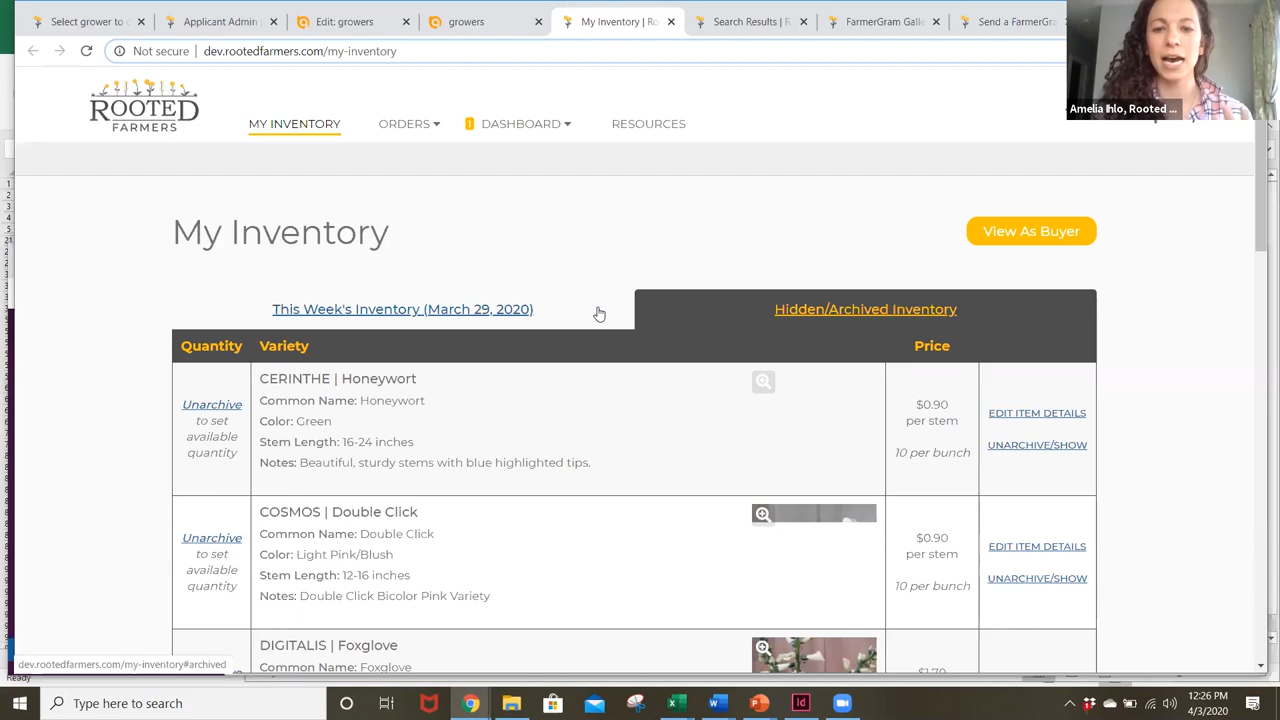 Select grower to c
Applicant Admin |
Edit: growers
growers
My Inventory | Ro
Search Results | R
FarmerGram Galle
Send a FarmerGra
Not secure
dev.rootedfarmers.com/my-inventory
Amelia Ihlo, Rooted ...
ROOTED
FARMERS
MY INVENTORY
ORDERS
DASHBOARD
RESOURCES
My Inventory
View As Buyer
This Week's Inventory (March 29, 2020)
Hidden/Archived Inventory
Quantity
Variety
Price
Unarchive
to set
available
quantity
CERINTHE | Honeywort
Common Name: Honeywort
Color: Green
Stem Length: 16-24 inches
Notes: Beautiful, sturdy stems with blue highlighted tips.
$0.90
per stem
10 per bunch
EDIT ITEM DETAILS
UNARCHIVE/SHOW
Unarchive
to set
available
quantity
COSMOS | Double Click
Common Name: Double Click
Color: Light Pink/Blush
Stem Length: 12-16 inches
Notes: Double Click Bicolor Pink Variety
$0.90
per stem
10 per bunch
EDIT ITEM DETAILS
UNARCHIVE/SHOW
DIGITALIS | Foxglove
Common Name: Foxglove
$1.70
dev.rootedfarmers.com/my-inventory#archived
Ready
Type here to search
12:26 PM
4/3/2020